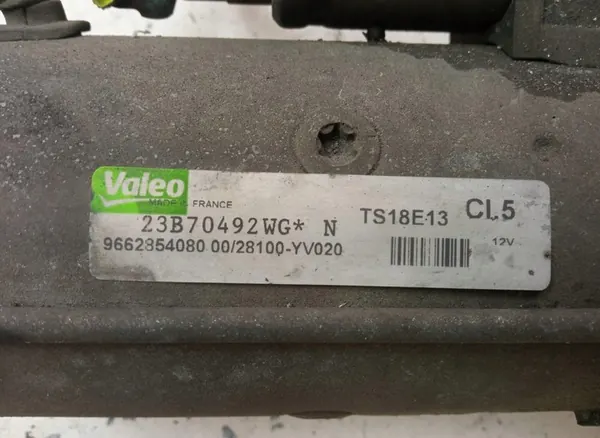 Valeo
MADE IN FRANCE
23B70492WG* N
9662854080 00/28100-YV020
TS18E13
CL5
12V